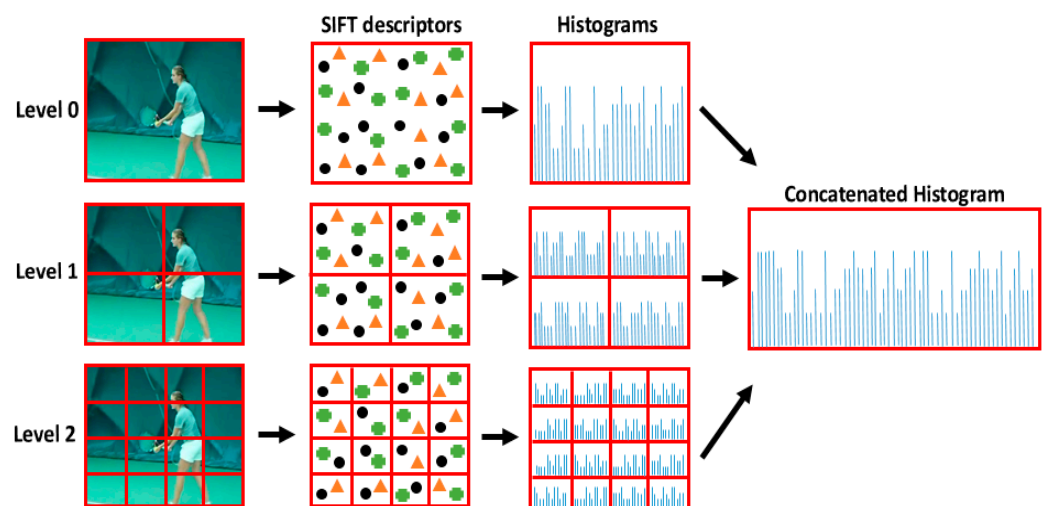 SIFT descriptors
Histograms
Level 0
Concatenated Histogram
Level 1
Level 2